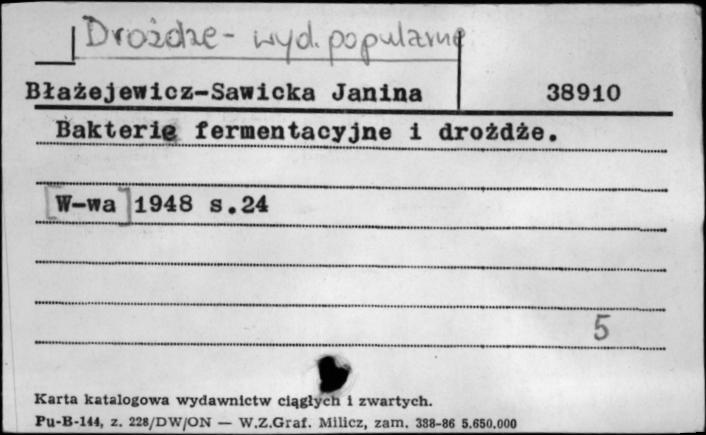 Drożdże - wyd. popularne
Błażejewicz-Sawicka Janina 38910
Bakterie fermentacyjne i drożdże.
[W-wa] 1948 s.24
5
Karta katalogowa wydawnictw ciągłych i zwartych.
Pu-B-144, z. 228/DW/ON — W.Z.Graf. Milicz, zam. 388-86 5.650.000